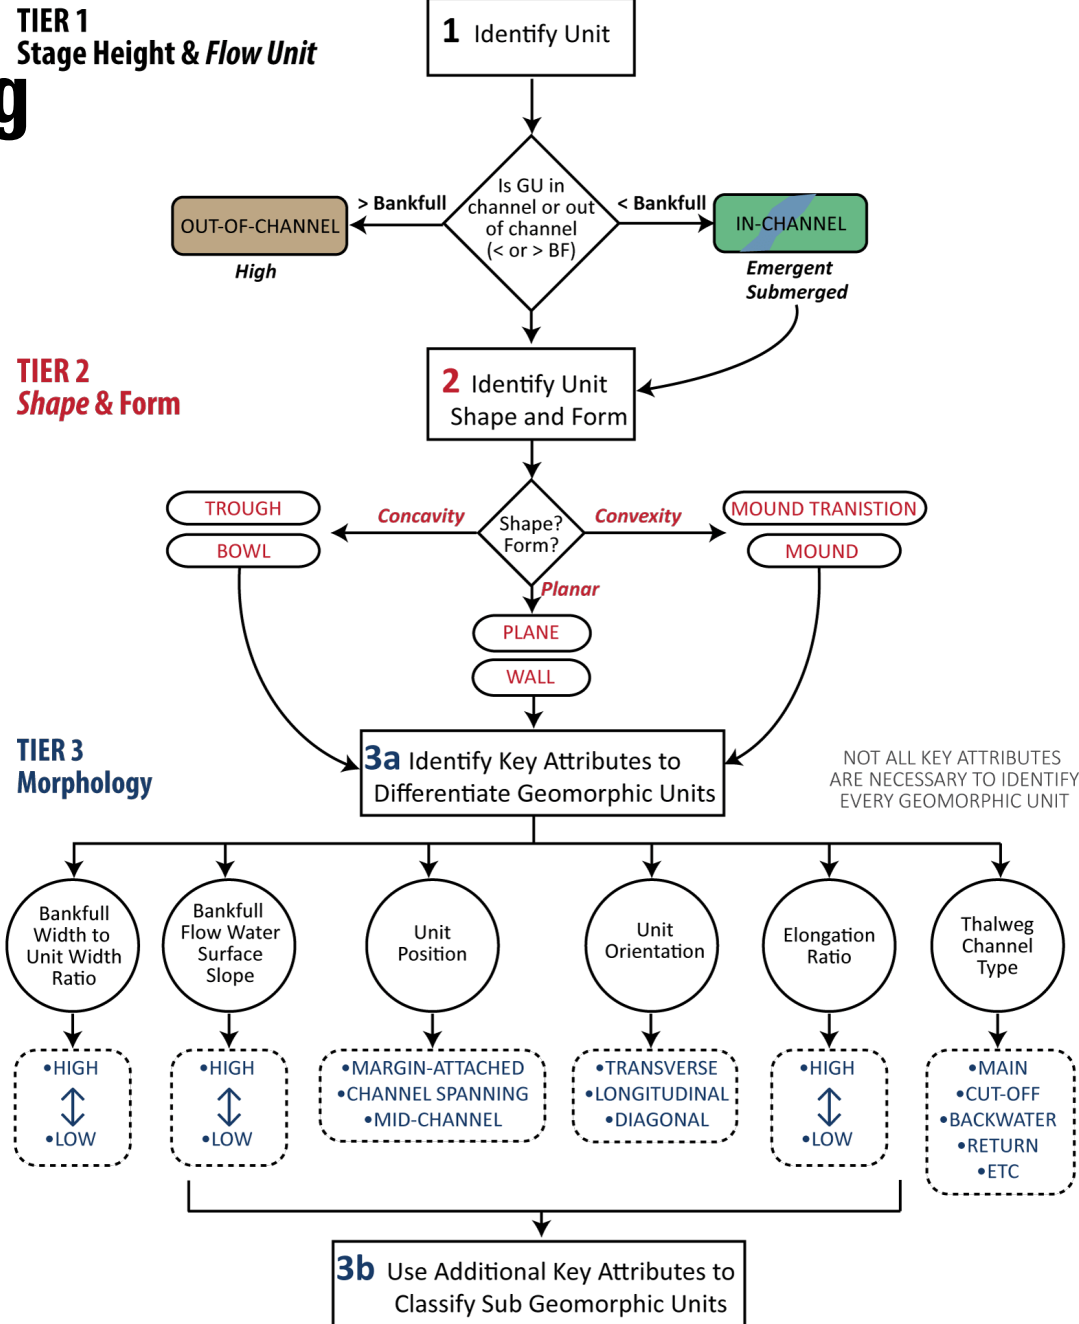 TIER 1
Stage Height & Flow Unit
g
1 Identify Unit
Is GU in
channel or out
of channel
(< or > BF)
> Bankfull
< Bankfull
OUT-OF-CHANNEL
High
IN-CHANNEL
Emergent
Submerged
TIER 2
Shape & Form
2 Identify Unit
Shape and Form
TROUGH
BOWL
Concavity
Shape?
Form?
Convexity
MOUND TRANISTION
MOUND
Planar
PLANE
WALL
TIER 3
Morphology
3a Identify Key Attributes to
Differentiate Geomorphic Units
NOT ALL KEY ATTRIBUTES
ARE NECESSARY TO IDENTIFY
EVERY GEOMORPHIC UNIT
Bankfull
Width to
Unit Width
Ratio
Bankfull
Flow Water
Surface
Slope
Unit
Position
Unit
Orientation
Elongation
Ratio
Thalweg
Channel
Type
•HIGH
•LOW
•HIGH
•LOW
•MARGIN-ATTACHED
•CHANNEL SPANNING
•MID-CHANNEL
•TRANSVERSE
•LONGITUDINAL
•DIAGONAL
•HIGH
•LOW
•MAIN
•CUT-OFF
•BACKWATER
•RETURN
•ETC
3b Use Additional Key Attributes to
Classify Sub Geomorphic Units